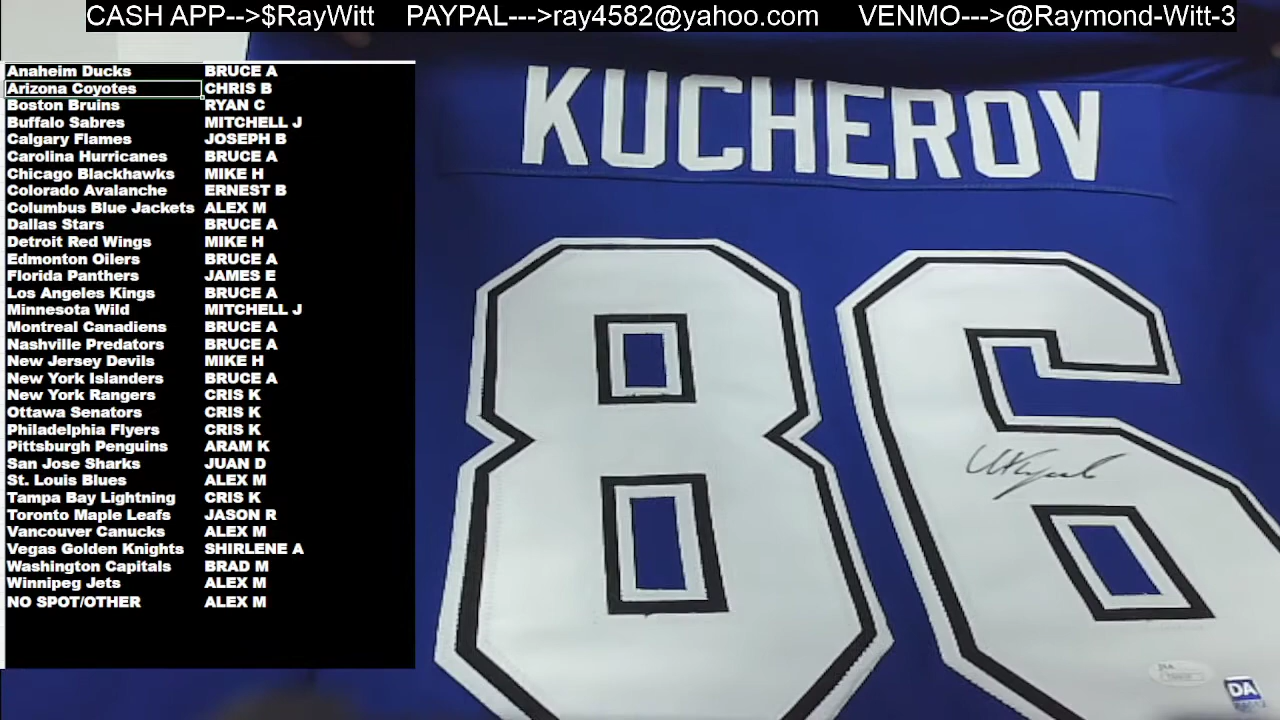 CASH APP-->$RayWitt PAYPAL--->ray4582@yahoo.com VENMO--->@Raymond-Witt-3
Anaheim Ducks BRUCE A
Arizona Coyotes CHRIS B
Boston Bruins RYAN C
Buffalo Sabres MITCHELL J
Calgary Flames JOSEPH B
Carolina Hurricanes BRUCE A
Chicago Blackhawks MIKE H
Colorado Avalanche ERNEST B
Columbus Blue Jackets ALEX M
Dallas Stars BRUCE A
Detroit Red Wings MIKE H
Edmonton Oilers BRUCE A
Florida Panthers JAMES E
Los Angeles Kings BRUCE A
Minnesota Wild MITCHELL J
Montreal Canadiens BRUCE A
Nashville Predators BRUCE A
New Jersey Devils MIKE H
New York Islanders BRUCE A
New York Rangers CRIS K
Ottawa Senators CRIS K
Philadelphia Flyers CRIS K
Pittsburgh Penguins ARAM K
San Jose Sharks JUAN D
St. Louis Blues ALEX M
Tampa Bay Lightning CRIS K
Toronto Maple Leafs JASON R
Vancouver Canucks ALEX M
Vegas Golden Knights SHIRLENE A
Washington Capitals BRAD M
Winnipeg Jets ALEX M
NO SPOT/OTHER ALEX M
KUCHEROV
86
DA